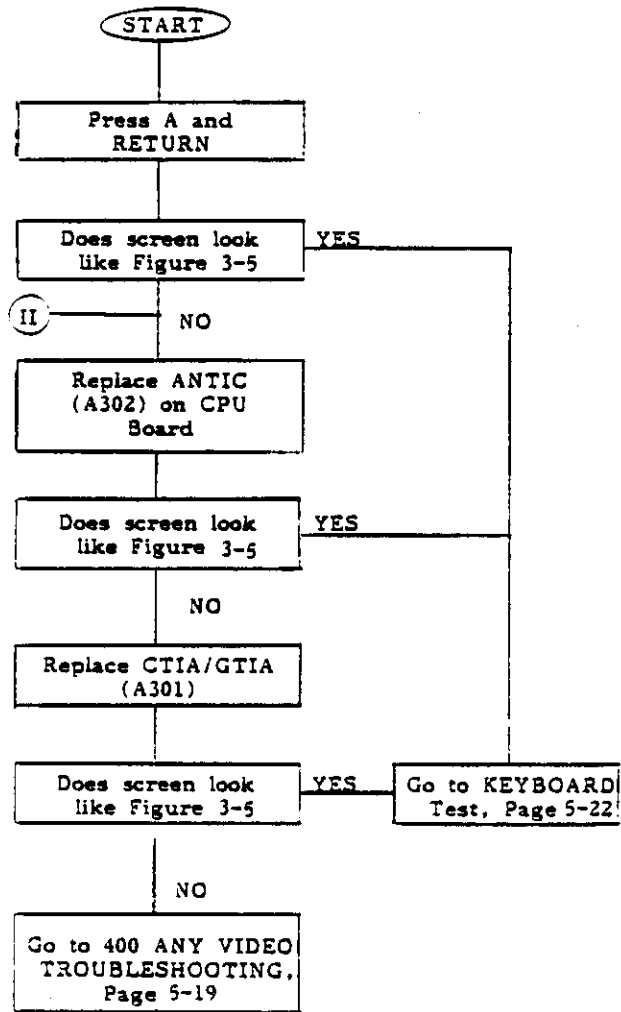 START
Press A and
RETURN
Does screen look
like Figure 3-5
YES
II
NO
Replace ANTIC
(A302) on CPU
Board
Does screen look
like Figure 3-5
YES
NO
Replace CTIA/GTIA
(A301)
Does screen look
like Figure 3-5
YES
Go to KEYBOARD
Test, Page 5-22
NO
Go to 400 ANY VIDEO
TROUBLESHOOTING,
Page 5-19